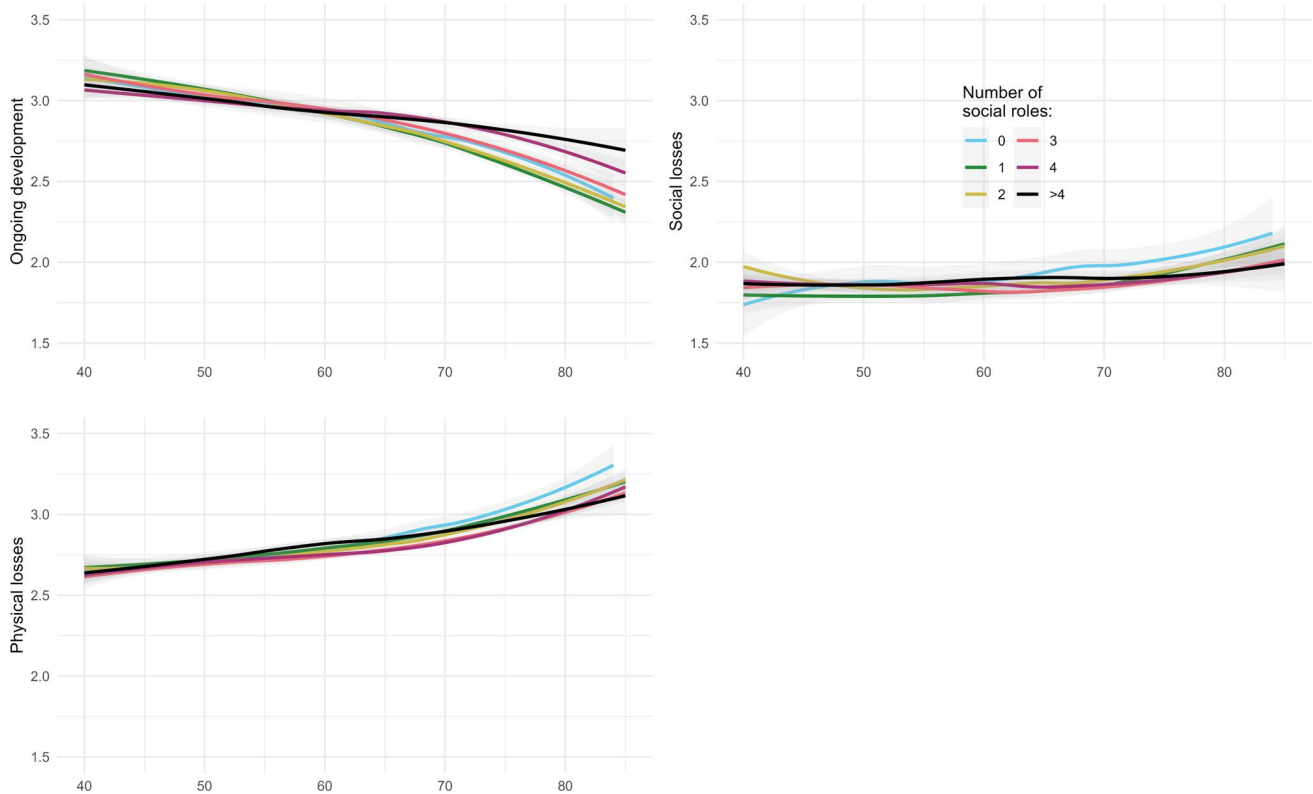 Ongoing development
3.5
3.0
2.5
2.0
1.5
40 50 60 70 80
Social losses
3.5
3.0
2.5
2.0
1.5
Number of
social roles:
0 3
1 4
2 >4
40 50 60 70 80
Physical losses
3.5
3.0
2.5
2.0
1.5
40 50 60 70 80